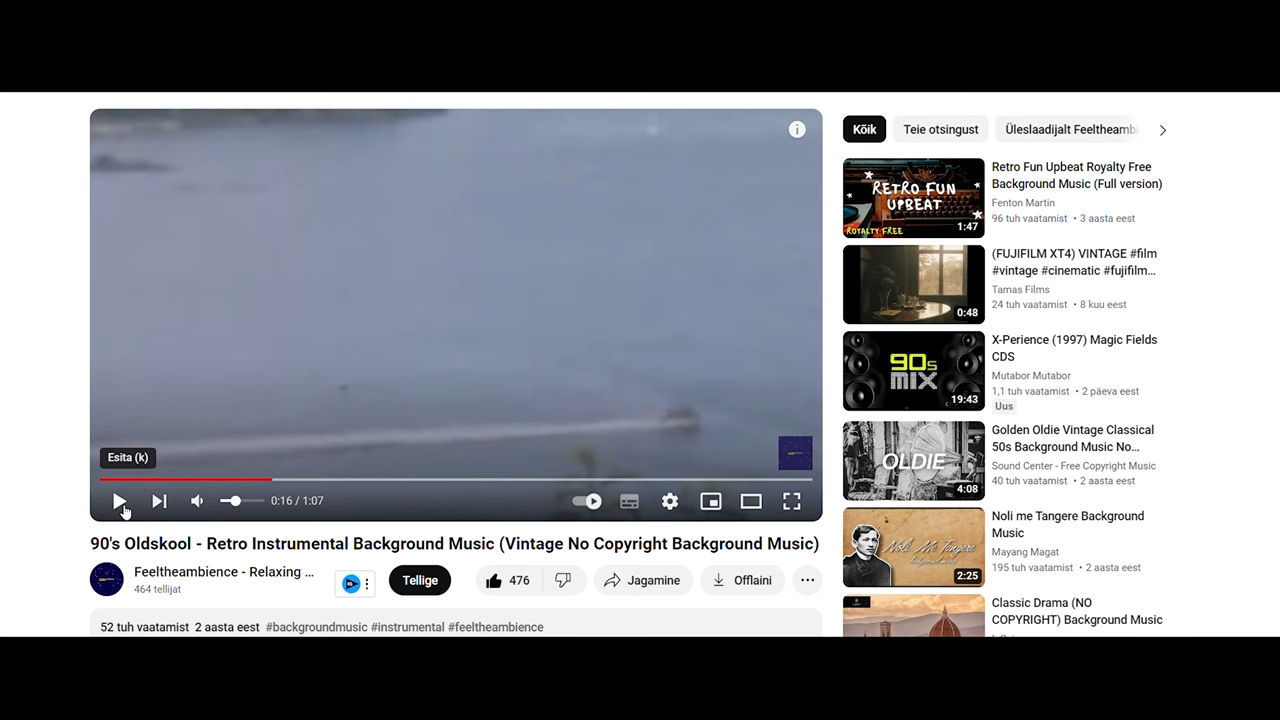 Esita (k)
0:16 / 1:07
90's Oldskool - Retro Instrumental Background Music (Vintage No Copyright Background Music)
Feeltheambience - Relaxing ...
464 tellijat
Tellige
476
Jagamine
Offlaini
52 tuh vaatamist 2 aasta eest #backgroundmusic #instrumental #feeltheambience
Kõik
Teie otsingust
Üleslaadijalt Feeltheambi
RETRO FUN
UPBEAT
ROYALTY FREE
1:47
Retro Fun Upbeat Royalty Free
Background Music (Full version)
Fenton Martin
96 tuh vaatamist • 3 aasta eest
0:48
(FUJIFILM XT4) VINTAGE #film
#vintage #cinematic #fujifilm...
Tamas Films
24 tuh vaatamist • 8 kuu eest
90s
MIX
19:43
X-Perience (1997) Magic Fields
CDS
Mutabor Mutabor
1,1 tuh vaatamist • 2 päeva eest
Uus
OLDIE
4:08
Golden Oldie Vintage Classical
50s Background Music No...
Sound Center - Free Copyright Music
40 tuh vaatamist • 2 aasta eest
Noli Me Tangere
2:25
Noli me Tangere Background
Music
Mayang Magat
195 tuh vaatamist • 2 aasta eest
Classic Drama (NO
COPYRIGHT) Background Music